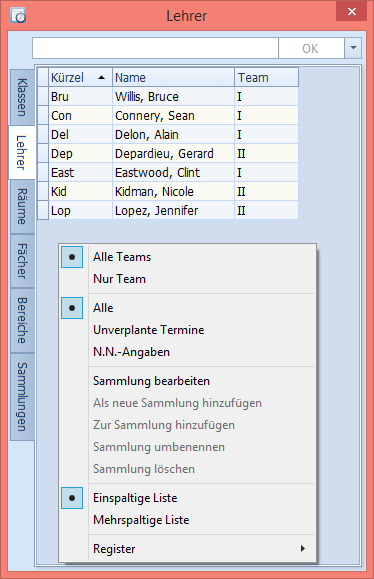 Lehrer
OK
Klassen
Lehrer
Räume
Fächer
Bereiche
Sammlungen
Kürzel Name Team
Bru Willis, Bruce I
Con Connery, Sean I
Del Delon, Alain I
Dep Depardieu, Gerard II
East Eastwood, Clint I
Kid Kidman, Nicole II
Lop Lopez, Jennifer II
Alle Teams
Nur Team
Alle
Unverplante Termine
N.N.-Angaben
Sammlung bearbeiten
Als neue Sammlung hinzufügen
Zur Sammlung hinzufügen
Sammlung umbenennen
Sammlung löschen
Einspaltige Liste
Mehrspaltige Liste
Register